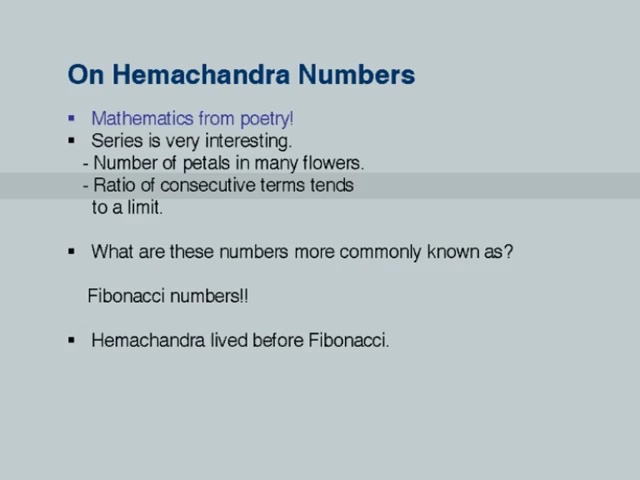 On Hemachandra Numbers
▪ Mathematics from poetry!
▪ Series is very interesting.
- Number of petals in many flowers.
- Ratio of consecutive terms tends
to a limit.
▪ What are these numbers more commonly known as?
Fibonacci numbers!!
▪ Hemachandra lived before Fibonacci.